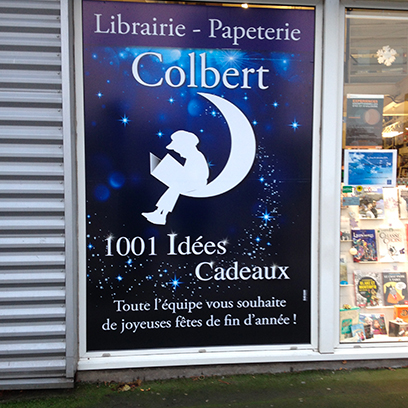 Librairie - Papeterie
Colbert
1001 Idées
Cadeaux
Toute l'équipe vous souhaite
de joyeuses fêtes de fin d'année !